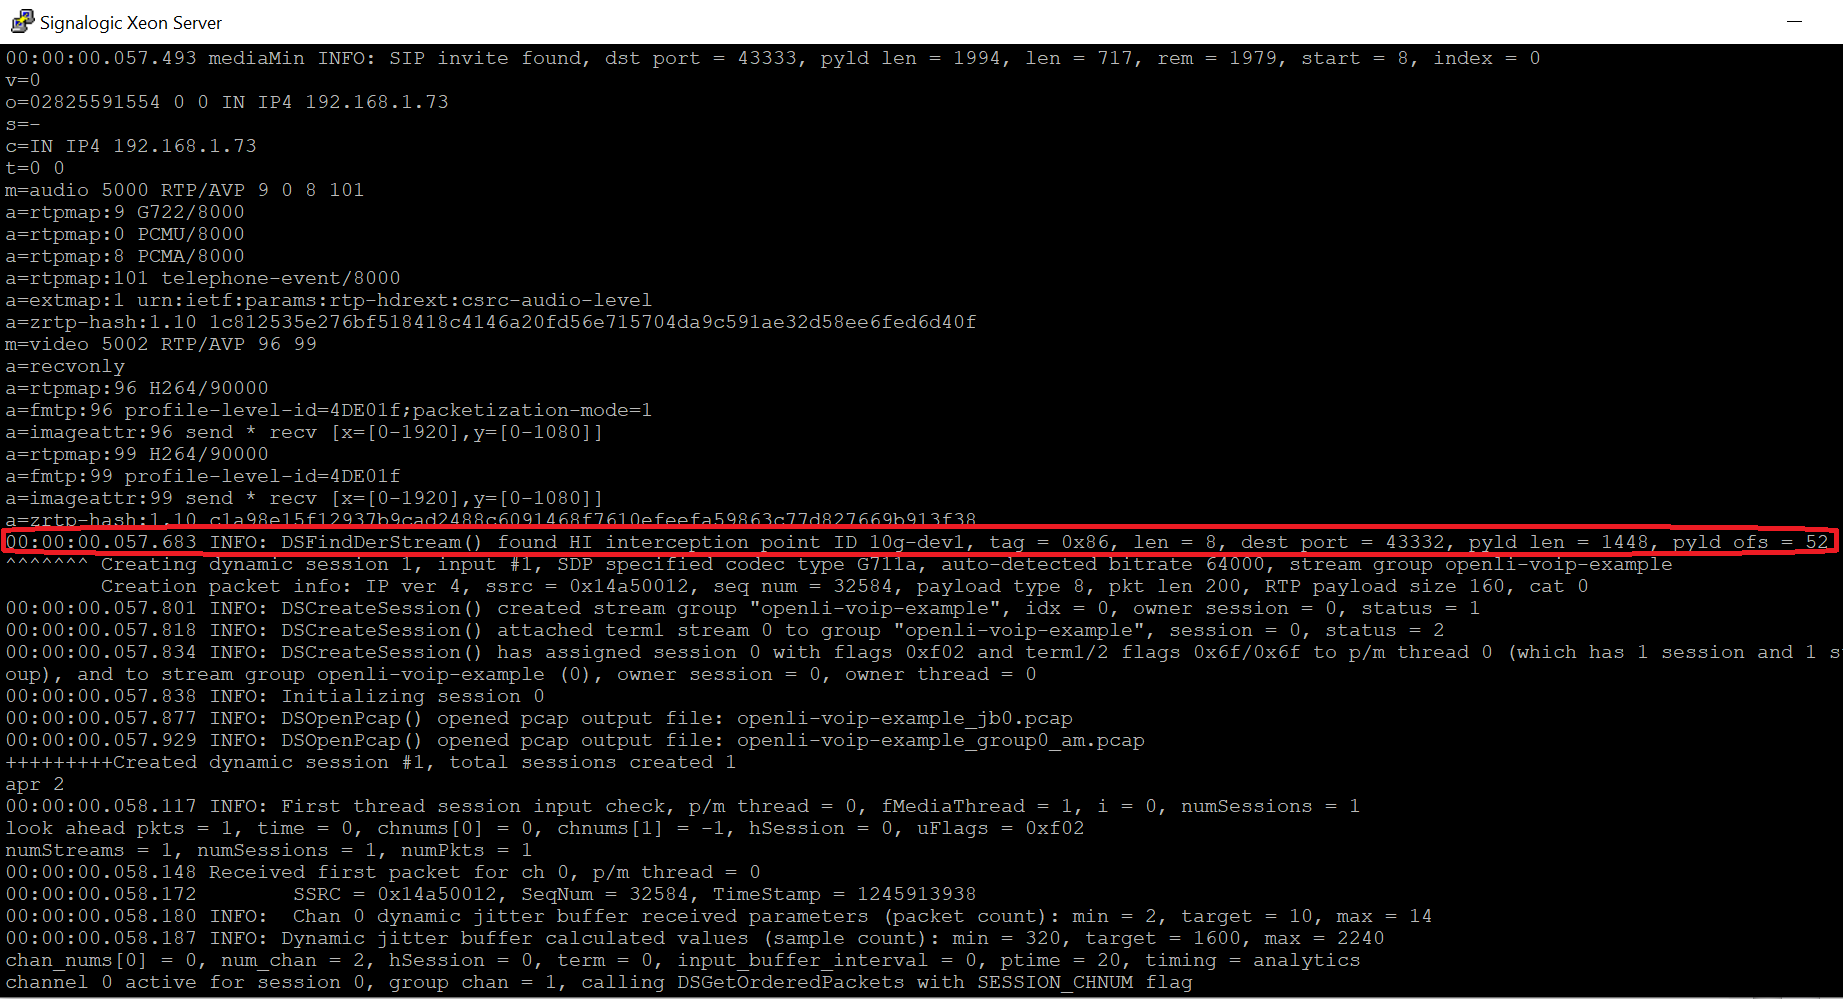 Signalogic Xeon Server
00:00:00.057.493 mediaMin INFO: SIP invite found, dst port = 43333, pyld len = 1994, len = 717, rem = 1979, start = 8, index = 0
v=0
o=02825591554 0 0 IN IP4 192.168.1.73
s=-
c=IN IP4 192.168.1.73
t=0 0
m=audio 5000 RTP/AVP 9 0 8 101
a=rtpmap:9 G722/8000
a=rtpmap:0 PCMU/8000
a=rtpmap:8 PCMA/8000
a=rtpmap:101 telephone-event/8000
a=extmap:1 urn:ietf:params:rtp-hdrext:csrc-audio-level
a=zrtp-hash:1.10 1c812535e276bf518418c4146a20fd56e715704da9c591ae32d58ee6fed6d40f
m=video 5002 RTP/AVP 96 99
a=recvonly
a=rtpmap:96 H264/90000
a=fmtp:96 profile-level-id=4DE01f;packetization-mode=1
a=imageattr:96 send * recv [x=[0-1920],y=[0-1080]]
a=rtpmap:99 H264/90000
a=fmtp:99 profile-level-id=4DE01f
a=imageattr:99 send * recv [x=[0-1920],y=[0-1080]]
a=zrtp-hash:1.10 c1a98e15f12937b9cad2488c6091468f7610efeefa59863c77d827669b913f38
00:00:00.057.683 INFO: DSFindDerStream() found HI interception point ID 10g-dev1, tag = 0x86, len = 8, dest port = 43332, pyld len = 1448, pyld ofs = 52
^^^^^^^ Creating dynamic session 1, input #1, SDP specified codec type G711a, auto-detected bitrate 64000, stream group openli-voip-example
Creation packet info: IP ver 4, ssrc = 0x14a50012, seq num = 32584, payload type 8, pkt len 200, RTP payload size 160, cat 0
00:00:00.057.801 INFO: DSCreateSession() created stream group "openli-voip-example", idx = 0, owner session = 0, status = 1
00:00:00.057.818 INFO: DSCreateSession() attached term1 stream 0 to group "openli-voip-example", session = 0, status = 2
00:00:00.057.834 INFO: DSCreateSession() has assigned session 0 with flags 0xf02 and term1/2 flags 0x6f/0x6f to p/m thread 0 (which has 1 session and 1 s
oup), and to stream group openli-voip-example (0), owner session = 0, owner thread = 0
00:00:00.057.838 INFO: Initializing session 0
00:00:00.057.877 INFO: DSOpenPcap() opened pcap output file: openli-voip-example_jb0.pcap
00:00:00.057.929 INFO: DSOpenPcap() opened pcap output file: openli-voip-example_group0_am.pcap
+++++++++Created dynamic session #1, total sessions created 1
apr 2
00:00:00.058.117 INFO: First thread session input check, p/m thread = 0, fMediaThread = 1, i = 0, numSessions = 1
look ahead pkts = 1, time = 0, chnums[0] = 0, chnums[1] = -1, hSession = 0, uFlags = 0xf02
numStreams = 1, numSessions = 1, numPkts = 1
00:00:00.058.148 Received first packet for ch 0, p/m thread = 0
00:00:00.058.172 SSRC = 0x14a50012, SeqNum = 32584, TimeStamp = 1245913938
00:00:00.058.180 INFO: Chan 0 dynamic jitter buffer received parameters (packet count): min = 2, target = 10, max = 14
00:00:00.058.187 INFO: Dynamic jitter buffer calculated values (sample count): min = 320, target = 1600, max = 2240
chan_nums[0] = 0, num_chan = 2, hSession = 0, term = 0, input_buffer_interval = 0, ptime = 20, timing = analytics
channel 0 active for session 0, group chan = 1, calling DSGetOrderedPackets with SESSION_CHNUM flag